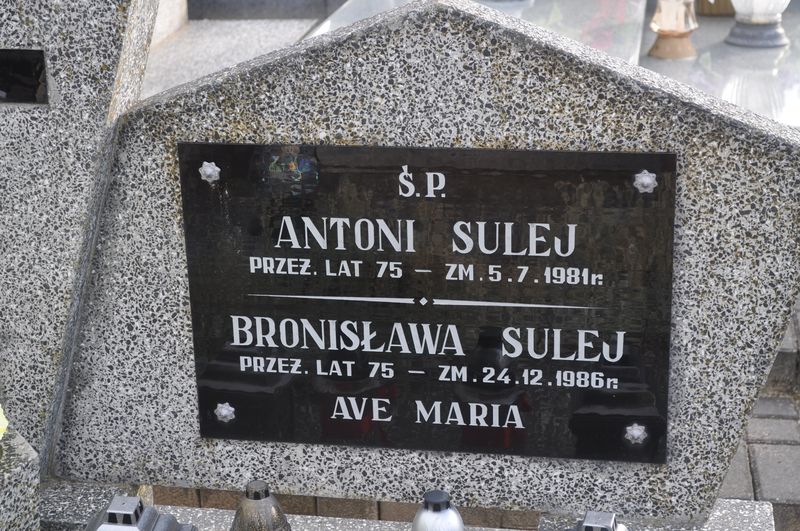 Ś.P.
ANTONI SULEJ
PRZEŻ. LAT 75 — ZM. 5.7.1981r.
BRONISŁAWA SULEJ
PRZEŻ. LAT 75 — ZM. 24.12.1986r.
AVE MARIA